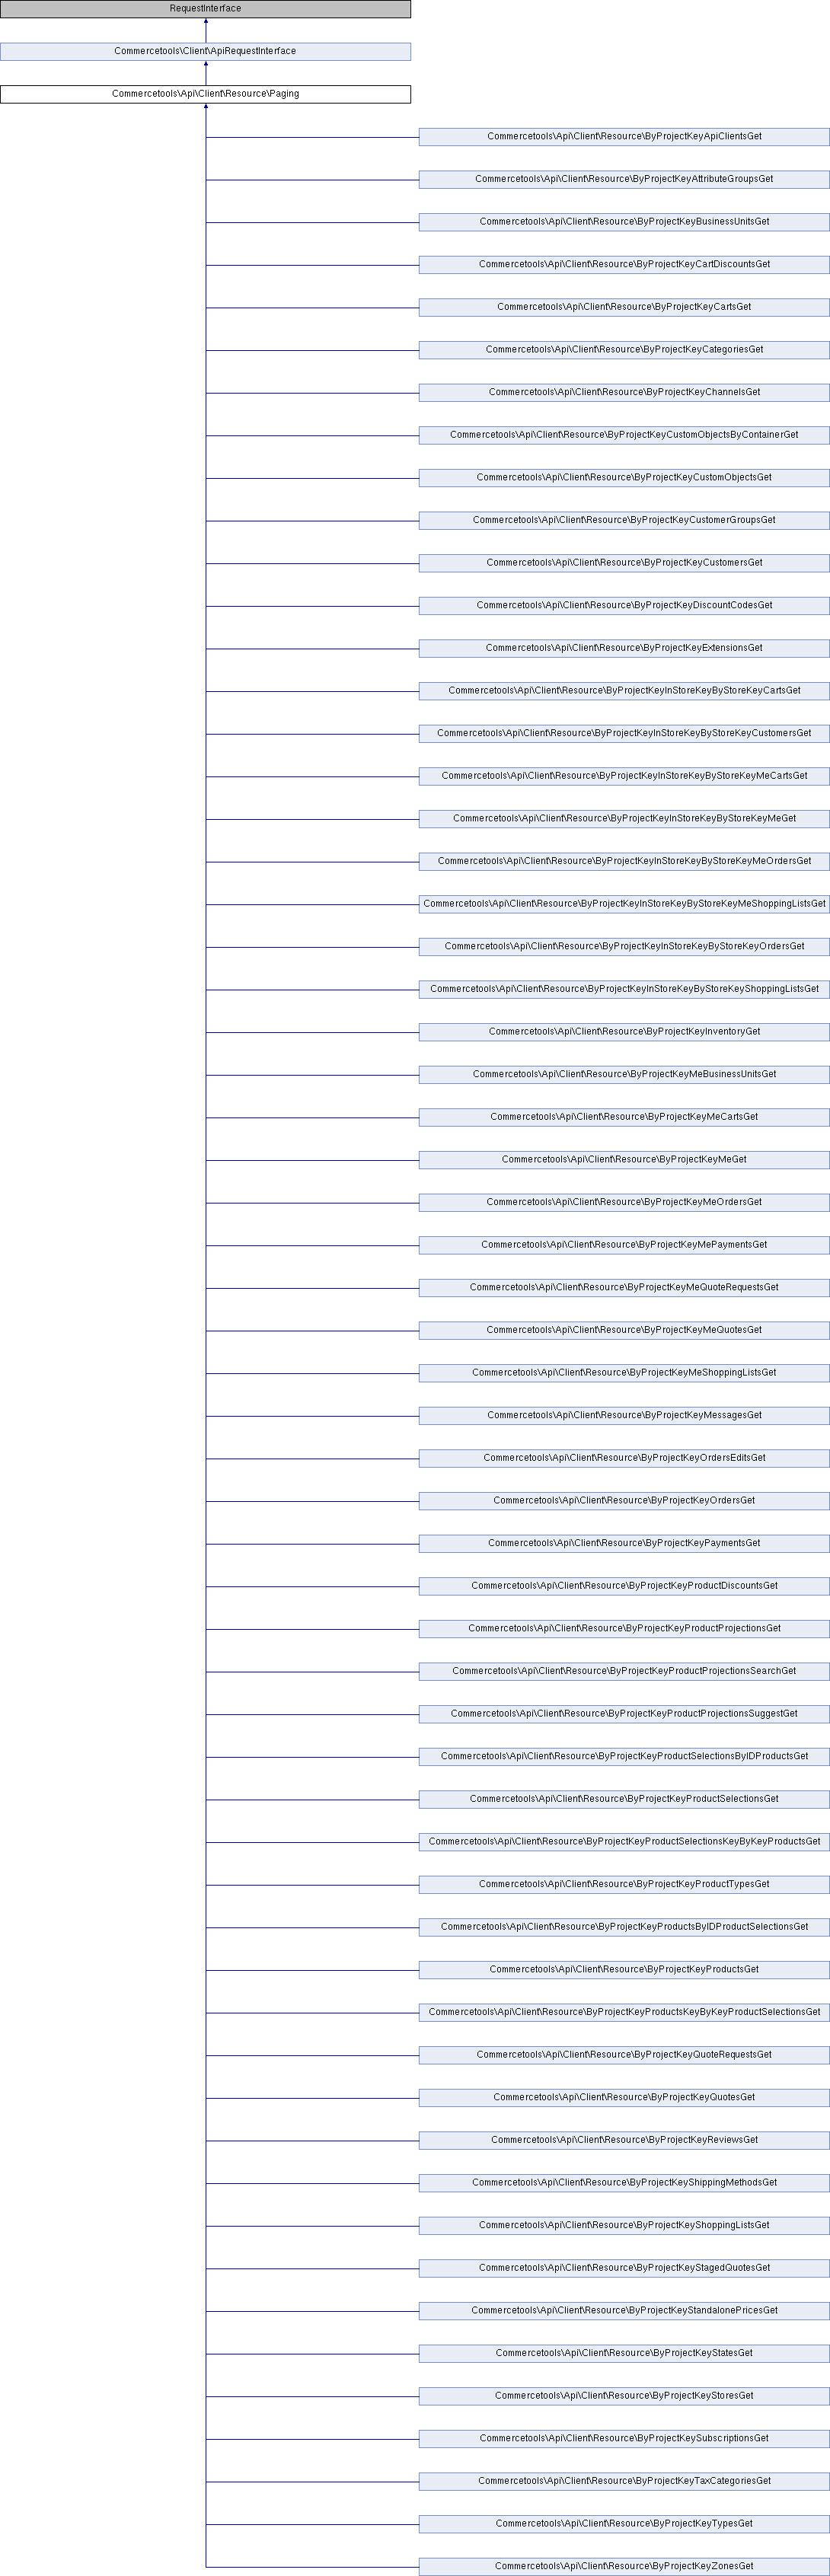 RequestInterface
Commercetools\Client\ApiRequestInterface
Commercetools\Api\Client\Resource\Paging
Commercetools\Api\Client\Resource\ByProjectKeyApiClientsGet
Commercetools\Api\Client\Resource\ByProjectKeyAttributeGroupsGet
Commercetools\Api\Client\Resource\ByProjectKeyBusinessUnitsGet
Commercetools\Api\Client\Resource\ByProjectKeyCartDiscountsGet
Commercetools\Api\Client\Resource\ByProjectKeyCartsGet
Commercetools\Api\Client\Resource\ByProjectKeyCategoriesGet
Commercetools\Api\Client\Resource\ByProjectKeyChannelsGet
Commercetools\Api\Client\Resource\ByProjectKeyCustomObjectsByContainerGet
Commercetools\Api\Client\Resource\ByProjectKeyCustomObjectsGet
Commercetools\Api\Client\Resource\ByProjectKeyCustomerGroupsGet
Commercetools\Api\Client\Resource\ByProjectKeyCustomersGet
Commercetools\Api\Client\Resource\ByProjectKeyDiscountCodesGet
Commercetools\Api\Client\Resource\ByProjectKeyExtensionsGet
Commercetools\Api\Client\Resource\ByProjectKeyInStoreKeyByStoreKeyCartsGet
Commercetools\Api\Client\Resource\ByProjectKeyInStoreKeyByStoreKeyCustomersGet
Commercetools\Api\Client\Resource\ByProjectKeyInStoreKeyByStoreKeyMeCartsGet
Commercetools\Api\Client\Resource\ByProjectKeyInStoreKeyByStoreKeyMeGet
Commercetools\Api\Client\Resource\ByProjectKeyInStoreKeyByStoreKeyMeOrdersGet
Commercetools\Api\Client\Resource\ByProjectKeyInStoreKeyByStoreKeyMeShoppingListsGet
Commercetools\Api\Client\Resource\ByProjectKeyInStoreKeyByStoreKeyOrdersGet
Commercetools\Api\Client\Resource\ByProjectKeyInStoreKeyByStoreKeyShoppingListsGet
Commercetools\Api\Client\Resource\ByProjectKeyInventoryGet
Commercetools\Api\Client\Resource\ByProjectKeyMeBusinessUnitsGet
Commercetools\Api\Client\Resource\ByProjectKeyMeCartsGet
Commercetools\Api\Client\Resource\ByProjectKeyMeGet
Commercetools\Api\Client\Resource\ByProjectKeyMeOrdersGet
Commercetools\Api\Client\Resource\ByProjectKeyMePaymentsGet
Commercetools\Api\Client\Resource\ByProjectKeyMeQuoteRequestsGet
Commercetools\Api\Client\Resource\ByProjectKeyMeQuotesGet
Commercetools\Api\Client\Resource\ByProjectKeyMeShoppingListsGet
Commercetools\Api\Client\Resource\ByProjectKeyMessagesGet
Commercetools\Api\Client\Resource\ByProjectKeyOrdersEditsGet
Commercetools\Api\Client\Resource\ByProjectKeyOrdersGet
Commercetools\Api\Client\Resource\ByProjectKeyPaymentsGet
Commercetools\Api\Client\Resource\ByProjectKeyProductDiscountsGet
Commercetools\Api\Client\Resource\ByProjectKeyProductProjectionsGet
Commercetools\Api\Client\Resource\ByProjectKeyProductProjectionsSearchGet
Commercetools\Api\Client\Resource\ByProjectKeyProductProjectionsSuggestGet
Commercetools\Api\Client\Resource\ByProjectKeyProductSelectionsByIDProductsGet
Commercetools\Api\Client\Resource\ByProjectKeyProductSelectionsGet
Commercetools\Api\Client\Resource\ByProjectKeyProductSelectionsKeyByKeyProductsGet
Commercetools\Api\Client\Resource\ByProjectKeyProductTypesGet
Commercetools\Api\Client\Resource\ByProjectKeyProductsByIDProductSelectionsGet
Commercetools\Api\Client\Resource\ByProjectKeyProductsGet
Commercetools\Api\Client\Resource\ByProjectKeyProductsKeyByKeyProductSelectionsGet
Commercetools\Api\Client\Resource\ByProjectKeyQuoteRequestsGet
Commercetools\Api\Client\Resource\ByProjectKeyQuotesGet
Commercetools\Api\Client\Resource\ByProjectKeyReviewsGet
Commercetools\Api\Client\Resource\ByProjectKeyShippingMethodsGet
Commercetools\Api\Client\Resource\ByProjectKeyShoppingListsGet
Commercetools\Api\Client\Resource\ByProjectKeyStagedQuotesGet
Commercetools\Api\Client\Resource\ByProjectKeyStandalonePricesGet
Commercetools\Api\Client\Resource\ByProjectKeyStatesGet
Commercetools\Api\Client\Resource\ByProjectKeyStoresGet
Commercetools\Api\Client\Resource\ByProjectKeySubscriptionsGet
Commercetools\Api\Client\Resource\ByProjectKeyTaxCategoriesGet
Commercetools\Api\Client\Resource\ByProjectKeyTypesGet
Commercetools\Api\Client\Resource\ByProjectKeyZonesGet